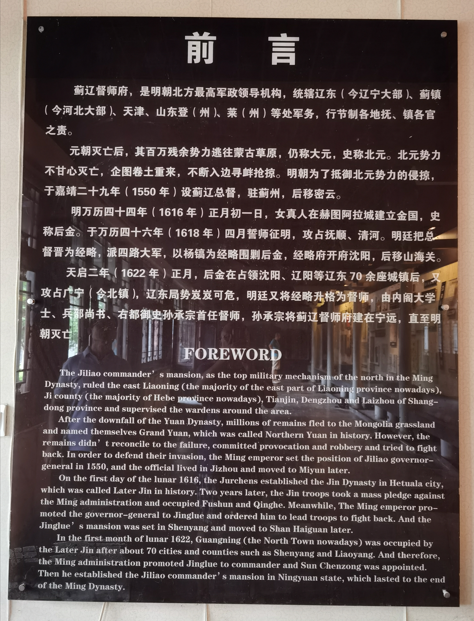 前 言
蓟辽督师府，是明朝北方最高军政领导机构，统辖辽东（今辽宁大部）、蓟镇
（今河北大部）、天津、山东登（州）、莱（州）等处军务，行节制各地抚、镇各官
之责。
元朝灭亡后，其百万残余势力逃往蒙古草原，仍称大元，史称北元。北元势力
不甘心灭亡，企图卷土重来，不断入边寻衅抢掠。明朝为了抵御北元势力的侵掠，
于嘉靖二十九年（1550 年）设蓟辽总督，驻蓟州，后移密云。
明万历四十四年（1616 年）正月初一日，女真人在赫图阿拉城建立金国，史
称后金。于万历四十六年（1618 年）四月誓师征明，攻占抚顺、清河。明廷把总
督晋为经略，派四路大军，以杨镐为经略围剿后金，经略府开府沈阳，后移山海关。
天启二年（1622 年）正月，后金在占领沈阳、辽阳等辽东 70 余座城镇后，又
攻占广宁（今北镇），辽东局势岌岌可危，明廷又将经略升格为督师，由内阁大学
士、兵部尚书、右都御史孙承宗首任督师，孙承宗将蓟辽督师府建在宁远，直至明
朝灭亡
FOREWORD
The Jiliao commander's mansion, as the top military mechanism of the north in the Ming
Dynasty, ruled the east Liaoning (the majority of the east part of Liaoning province nowadays),
Ji county (the majority of Hebe province nowadays), Tianjin, Dengzhou and Laizhou of Shang-
dong province and supervised the wardens around the area.
After the downfall of the Yuan Dynasty, millions of remains fled to the Mongolia grassland
and named themselves Grand Yuan, which was called Northern Yuan in history. However, the
remains didn't reconcile to the failure, committed provocation and robbery and tried to fight
back. In order to defend their invasion, the Ming emperor set the position of Jiliao governor-
general in 1550, and the official lived in Jizhou and moved to Miyun later.
On the first day of the lunar 1616, the Jurchens established the Jin Dynasty in Hetuala city,
which was called Later Jin in history. Two years later, the Jin troops took a mass pledge against
the Ming administration and occupied Fushun and Qinghe. Meanwhile, The Ming emperor pro-
moted the governor-general to Jinglue and ordered him to lead troops to fight back. And the
Jinglue's mansion was set in Shenyang and moved to Shan Haiguan later.
In the first month of lunar 1622, Guangning (the North Town nowadays) was occupied by
the Later Jin after about 70 cities and counties such as Shenyang and Liaoyang. And therefore,
the Ming administration promoted Jinglue to commander and Sun Chenzong was appointed.
Then he established the Jiliao commander's mansion in Ningyuan state, which lasted to the end
of the Ming Dynasty.